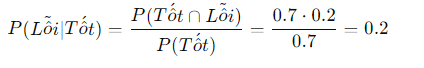 P(Lỗi|Tốt) = P(Tốt ∩ Lỗi) / P(Tốt) = 0.7 · 0.2 / 0.7 = 0.2